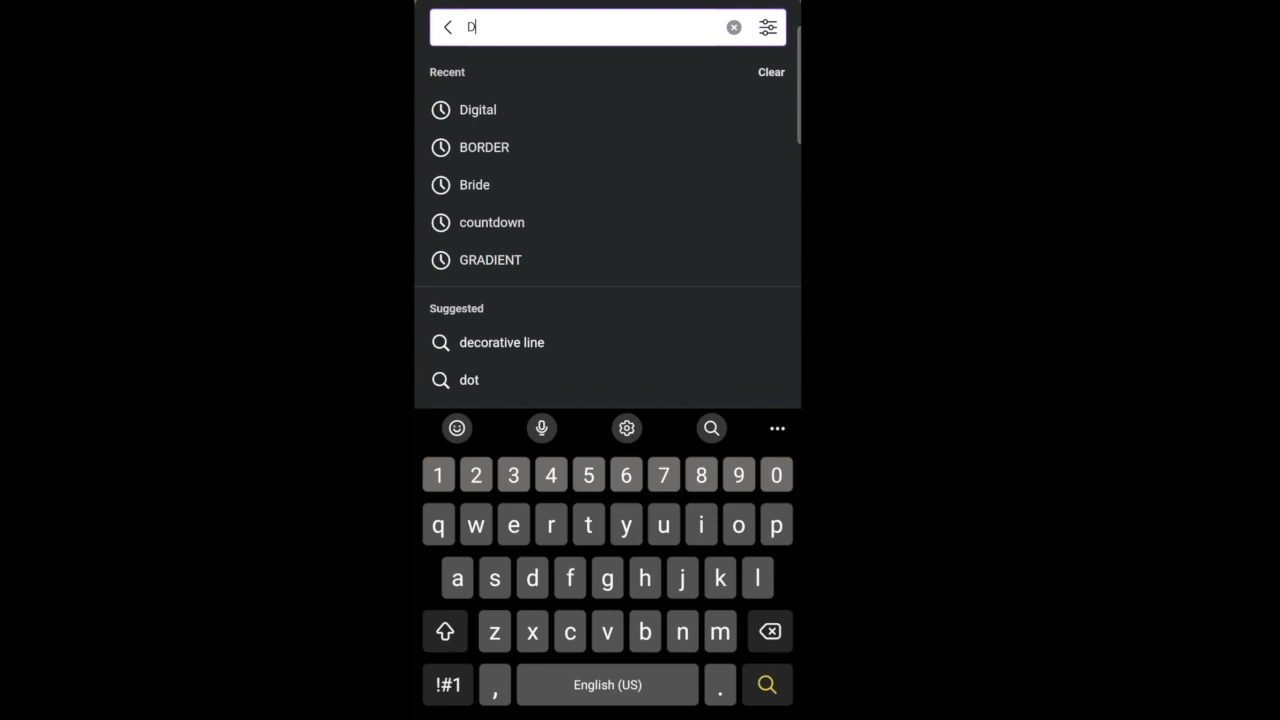 D
Recent Clear
Digital
BORDER
Bride
countdown
GRADIENT
Suggested
decorative line
dot
1 2 3 4 5 6 7 8 9 0
q w e r t y u i o p
a s d f g h j k l
z x c v b n m
!#1 , English (US) .